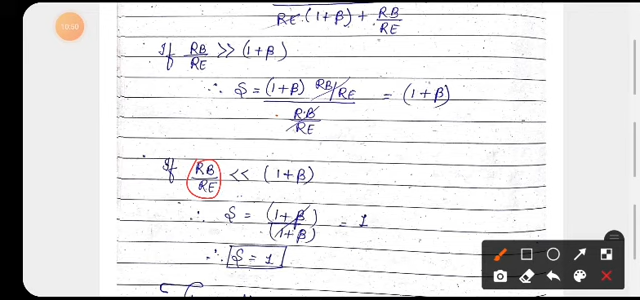 10:50
RE·(1+β) + RB/RE
If RB/RE >> (1+β)
∴ S = (1+β) RB/RE / RB/RE = (1+β)
If RB/RE << (1+β)
∴ S = (1+β)/(1+β) = 1
∴ S = 1